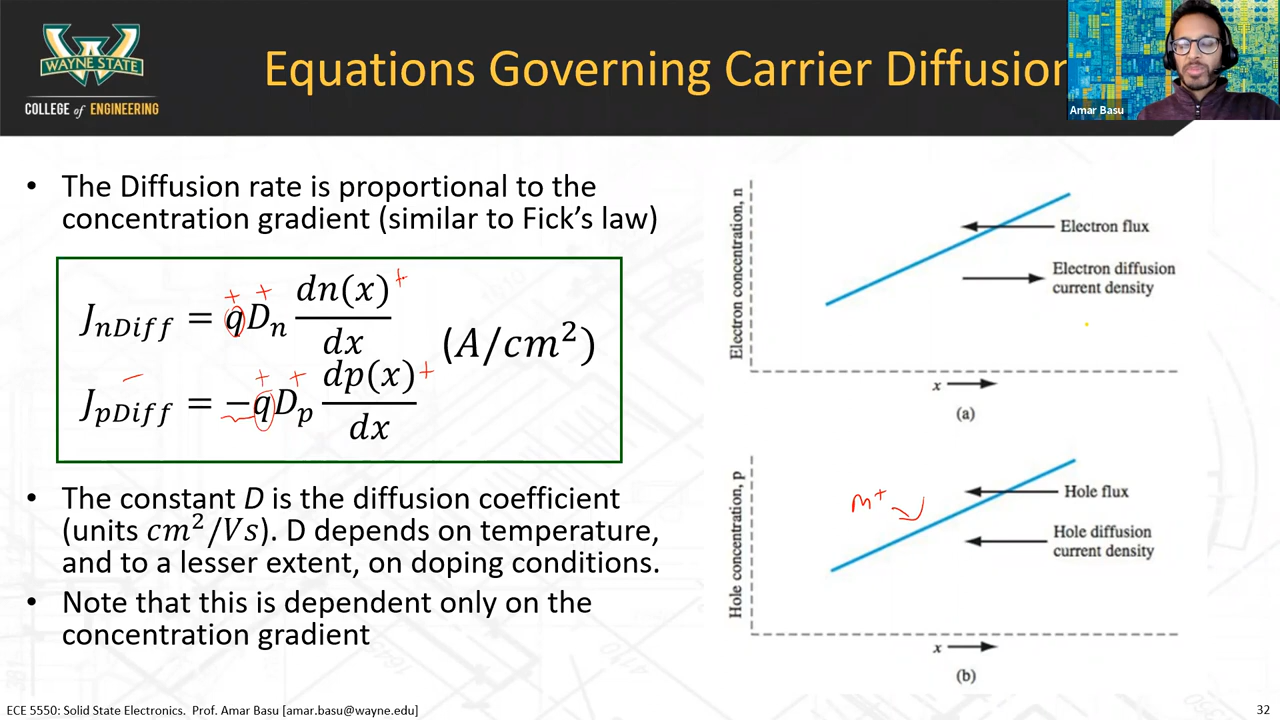 WAYNE STATE
COLLEGE of ENGINEERING
Equations Governing Carrier Diffusion
Amar Basu
• The Diffusion rate is proportional to the
concentration gradient (similar to Fick's law)
+ + +
J_{nDiff} = qD_n dn(x)/dx
(A/cm²)
− + + +
J_{pDiff} = −qD_p dp(x)/dx
• The constant D is the diffusion coefficient
(units cm²/Vs). D depends on temperature,
and to a lesser extent, on doping conditions.
• Note that this is dependent only on the
concentration gradient
Electron concentration, n
Electron flux
Electron diffusion
current density
x
(a)
Hole concentration, p
m+
Hole flux
Hole diffusion
current density
x
(b)
ECE 5550: Solid State Electronics. Prof. Amar Basu [amar.basu@wayne.edu]
32